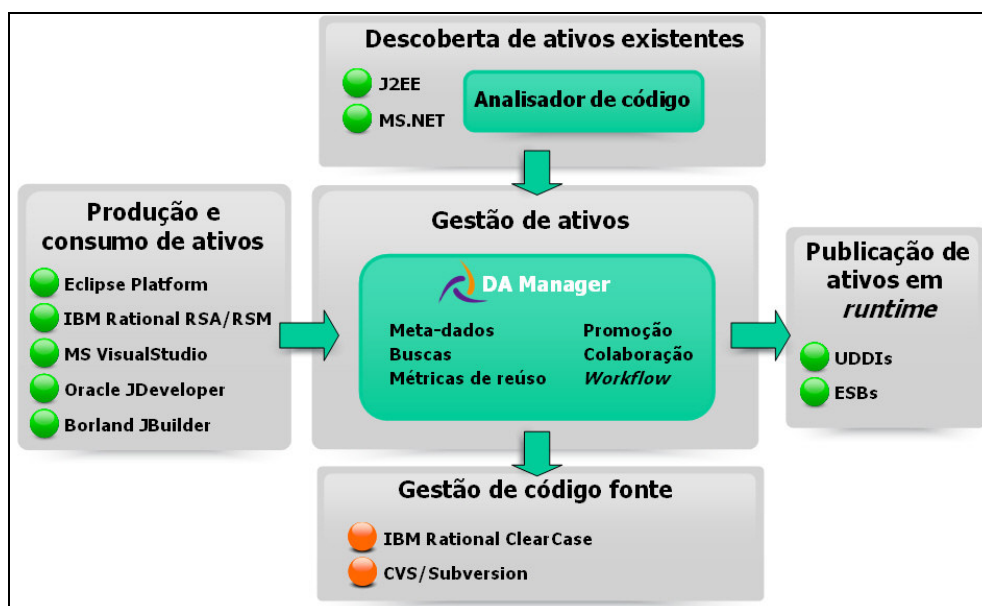 Descoberta de ativos existentes
J2EE
MS.NET
Analisador de código
Produção e
consumo de ativos
Eclipse Platform
IBM Rational RSA/RSM
MS VisualStudio
Oracle JDeveloper
Borland JBuilder
Gestão de ativos
DA Manager
Meta-dados
Buscas
Métricas de reúso
Promoção
Colaboração
Workflow
Publicação de
ativos em
runtime
UDDIs
ESBs
Gestão de código fonte
IBM Rational ClearCase
CVS/Subversion